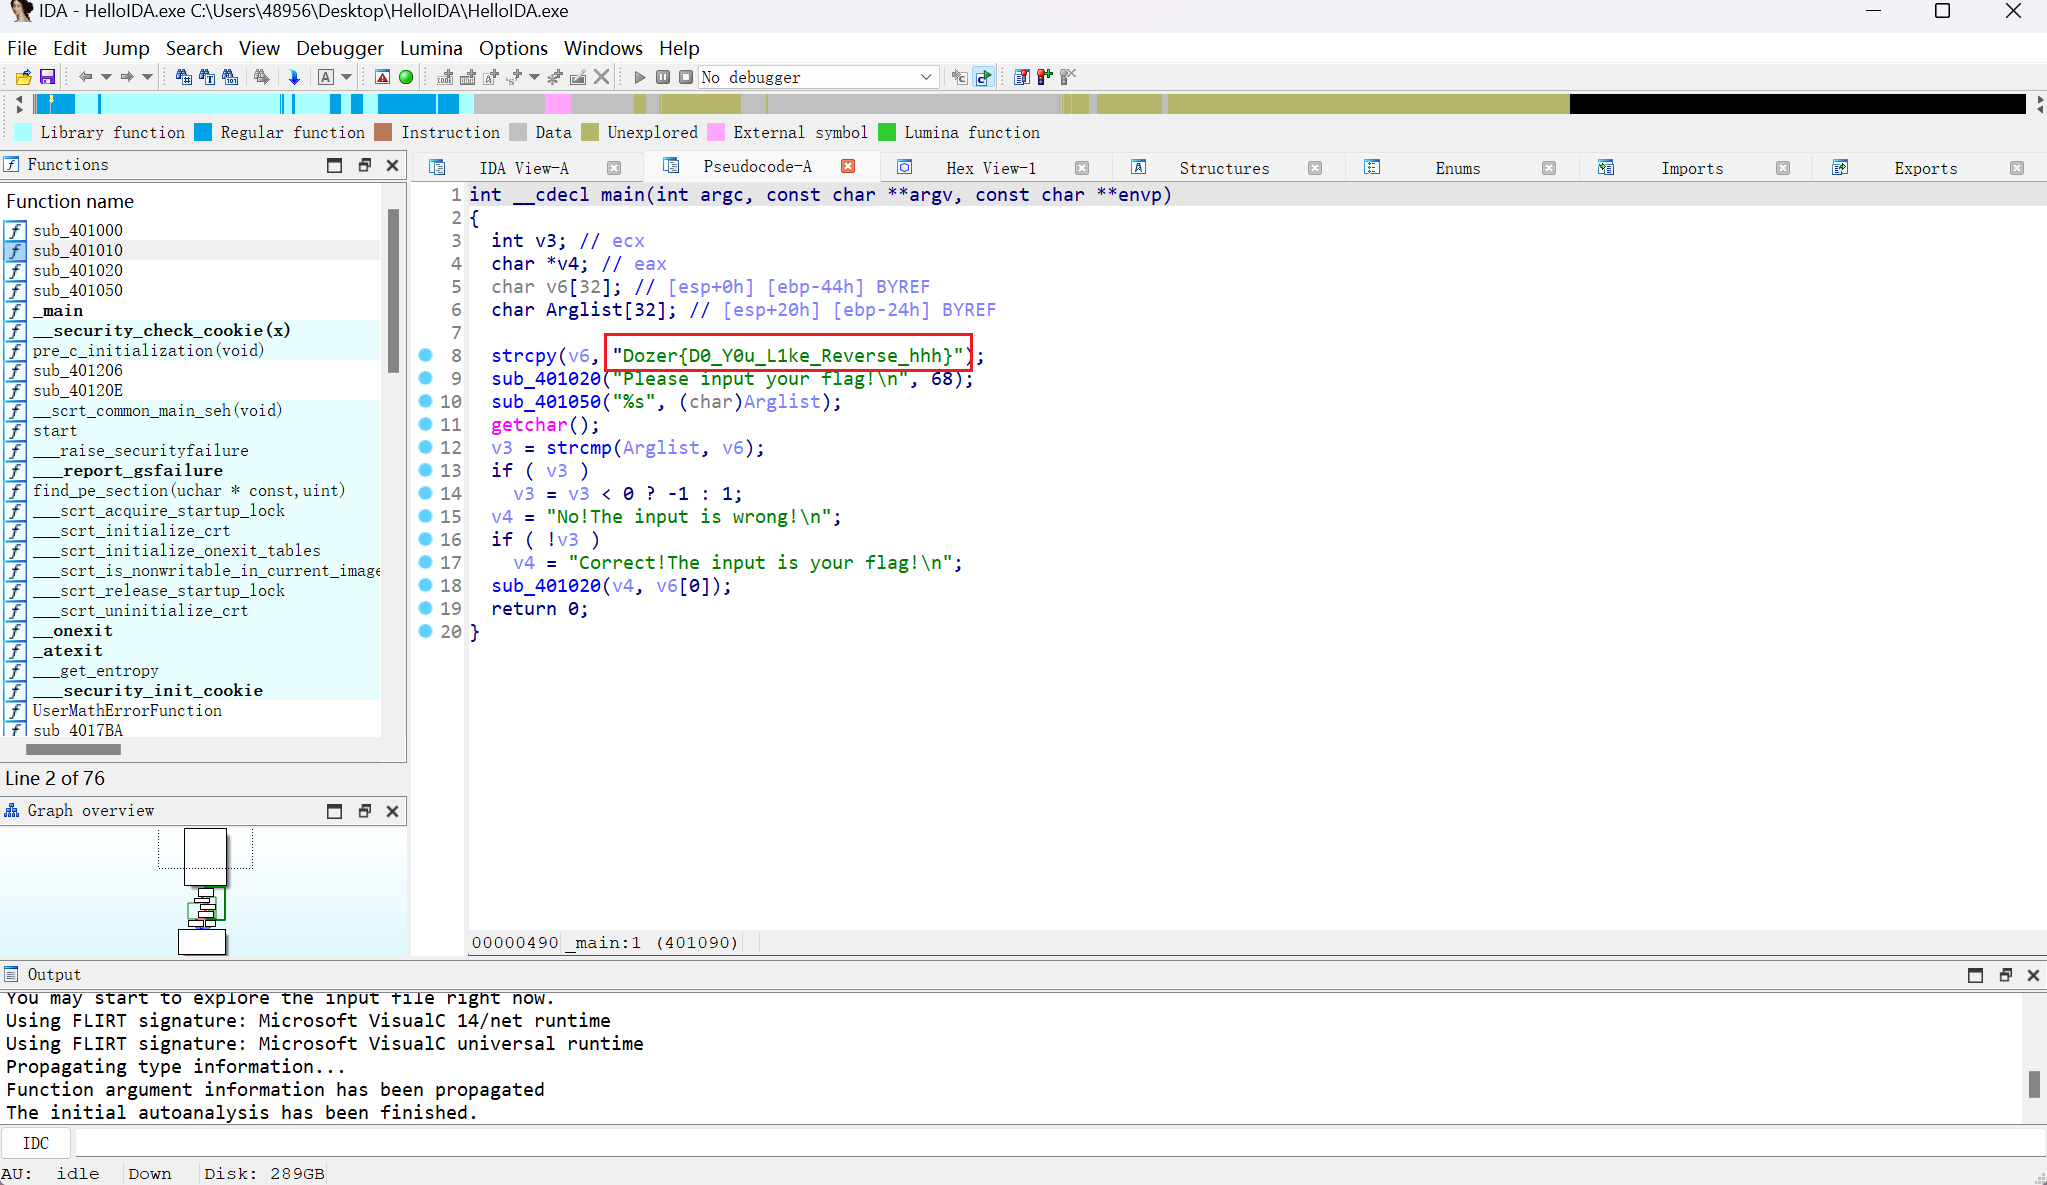 IDA - HelloIDA.exe C:\Users\48956\Desktop\HelloIDA\HelloIDA.exe
File Edit Jump Search View Debugger Lumina Options Windows Help
No debugger
Library function Regular function Instruction Data Unexplored External symbol Lumina function
Functions
Function name
sub_401000
sub_401010
sub_401020
sub_401050
_main
__security_check_cookie(x)
pre_c_initialization(void)
sub_401206
sub_40120E
__scrt_common_main_seh(void)
start
___raise_securityfailure
___report_gsfailure
find_pe_section(uchar * const,uint)
___scrt_acquire_startup_lock
___scrt_initialize_crt
___scrt_initialize_onexit_tables
___scrt_is_nonwritable_in_current_image
___scrt_release_startup_lock
___scrt_uninitialize_crt
__onexit
_atexit
___get_entropy
___security_init_cookie
UserMathErrorFunction
sub_4017BA
Line 2 of 76
Graph overview
IDA View-A Pseudocode-A Hex View-1 Structures Enums Imports Exports
1 int __cdecl main(int argc, const char **argv, const char **envp)
2 {
3 int v3; // ecx
4 char *v4; // eax
5 char v6[32]; // [esp+0h] [ebp-44h] BYREF
6 char Arglist[32]; // [esp+20h] [ebp-24h] BYREF
7
8 strcpy(v6, "Dozer{D0_Y0u_L1ke_Reverse_hhh}");
9 sub_401020("Please input your flag!\n", 68);
10 sub_401050("%s", (char)Arglist);
11 getchar();
12 v3 = strcmp(Arglist, v6);
13 if ( v3 )
14 v3 = v3 < 0 ? -1 : 1;
15 v4 = "No!The input is wrong!\n";
16 if ( !v3 )
17 v4 = "Correct!The input is your flag!\n";
18 sub_401020(v4, v6[0]);
19 return 0;
20 }
00000490 _main:1 (401090)
Output
You may start to explore the input file right now.
Using FLIRT signature: Microsoft VisualC 14/net runtime
Using FLIRT signature: Microsoft VisualC universal runtime
Propagating type information...
Function argument information has been propagated
The initial autoanalysis has been finished.
IDC
AU: idle Down Disk: 289GB